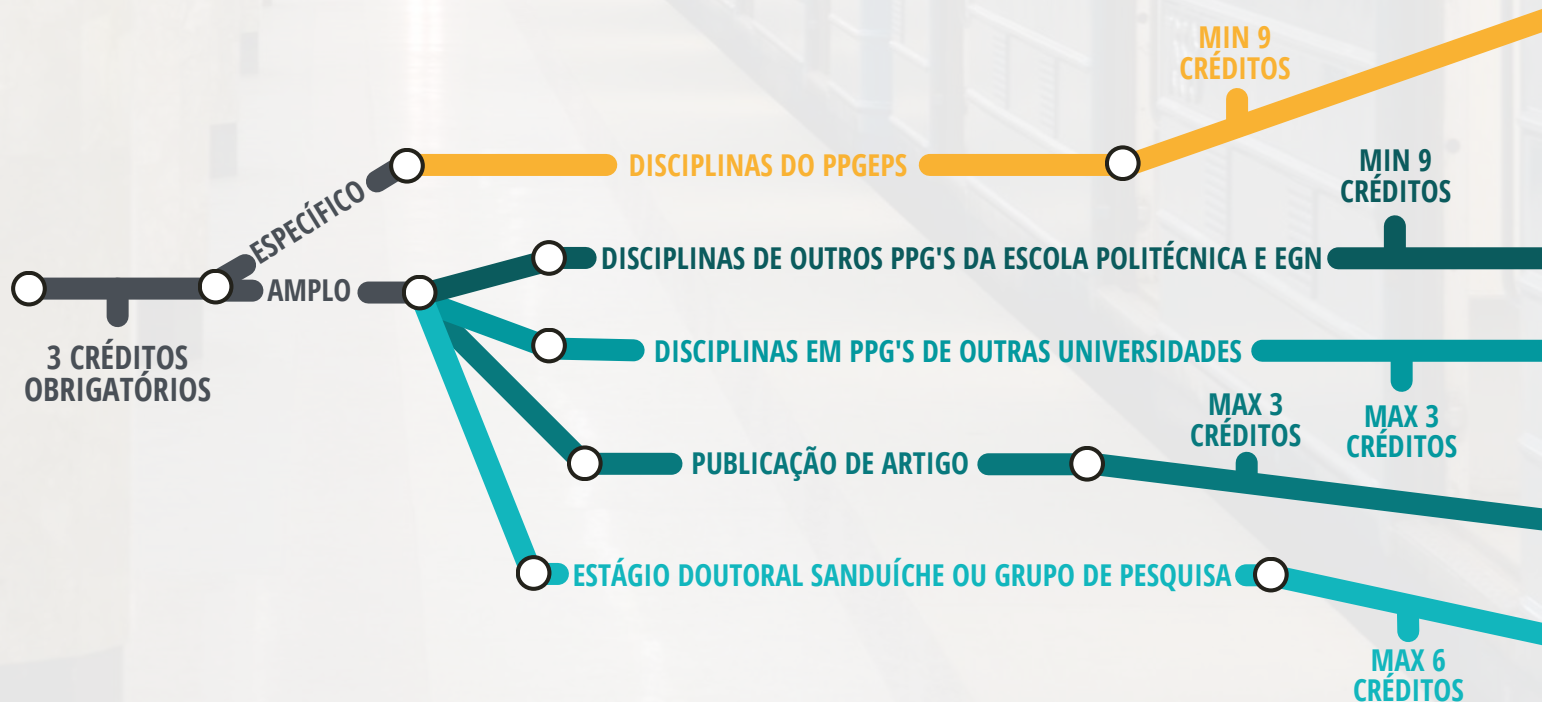 MIN 9
CRÉDITOS
DISCIPLINAS DO PPGEPS
MIN 9
CRÉDITOS
ESPECÍFICO
DISCIPLINAS DE OUTROS PPG'S DA ESCOLA POLITÉCNICA E EGN
AMPLO
3 CRÉDITOS
OBRIGATÓRIOS
DISCIPLINAS EM PPG'S DE OUTRAS UNIVERSIDADES
MAX 3
CRÉDITOS
MAX 3
CRÉDITOS
PUBLICAÇÃO DE ARTIGO
ESTÁGIO DOUTORAL SANDUÍCHE OU GRUPO DE PESQUISA
MAX 6
CRÉDITOS